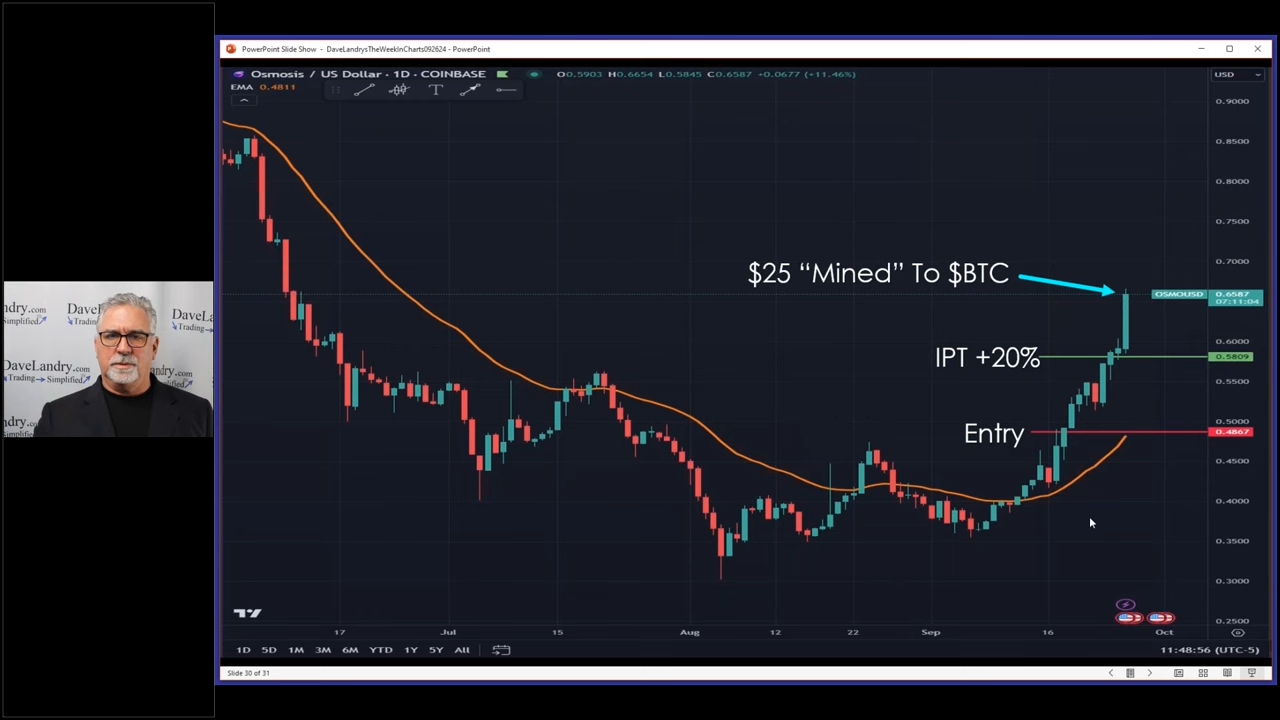 PowerPoint Slide Show - DaveLandrysTheWeekInCharts092624 - PowerPoint
Osmosis / US Dollar · 1D · COINBASE
O0.5903 H0.6654 L0.5845 C0.6587 +0.0677 (+11.46%)
USD
EMA 0.4811
0.9000
0.8500
0.8000
0.7500
0.7000
$25 “Mined” To $BTC
OSMOUSD 0.6587
07:11:04
0.6000
IPT +20%
0.5809
0.5500
0.5000
Entry
0.4867
0.4500
0.4000
0.3500
0.3000
0.2500
17 Jul 15 Aug 12 22 Sep 16 Oct
1D 5D 1M 3M 6M YTD 1Y 5Y All
11:48:56 (UTC-5)
Slide 30 of 31
DaveLandry.com
Trading Simplified